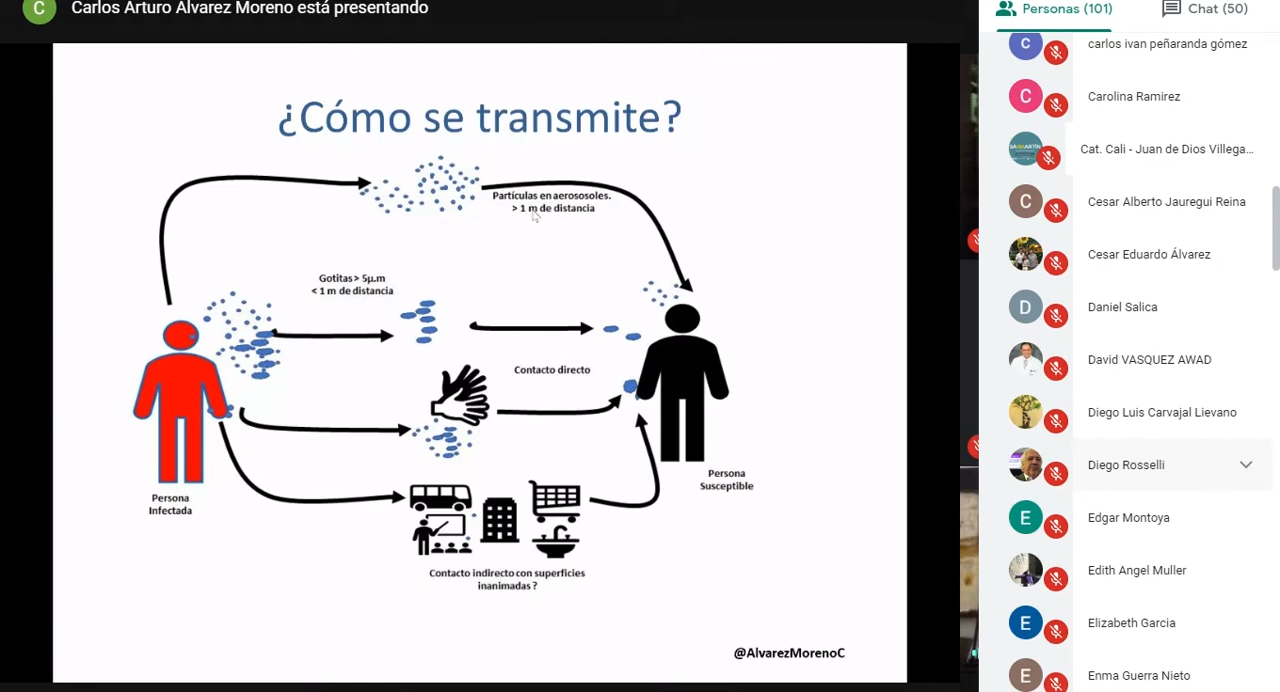 C
Carlos Arturo Alvarez Moreno está presentando
¿Cómo se transmite?
Partículas en aerososoles.
> 1 m de distancia
Gotitas > 5µ.m
< 1 m de distancia
Contacto directo
Persona
Infectada
Persona
Susceptible
Contacto indirecto con superficies
inanimadas ?
@AlvarezMorenoC
Personas (101)
Chat (50)
C
carlos ivan peñaranda gómez
C
Carolina Ramirez
Cat. Cali - Juan de Dios Villega...
C
Cesar Alberto Jauregui Reina
Cesar Eduardo Álvarez
D
Daniel Salica
David VASQUEZ AWAD
Diego Luis Carvajal Lievano
Diego Rosselli
E
Edgar Montoya
Edith Angel Muller
E
Elizabeth Garcia
E
Enma Guerra Nieto